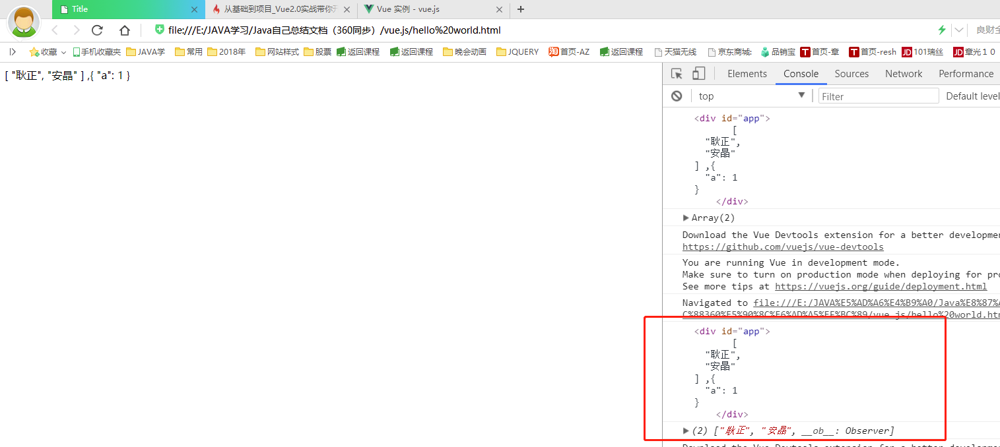 Title
从基础到项目_Vue2.0实战带你
Vue 实例 - vue.js
file:///E:/JAVA学习/Java自己总结文档（360同步）/vue.js/hello%20world.html
良财
收藏 手机收藏夹 JAVA学 常用 2018年 网站样式 股票 返回课程 返回课程 晚会动画 JQUERY 淘 首页-AZ 返回课程 天猫无线 京东商城: 品销宝 T 首页-章 T 首页-resh JD 101瑞丝 JD 章光１０
[ "耿正", "安晶" ] ,{ "a": 1 }
Elements Console Sources Network Performance
top Filter Default level
<div id="app">
[
"耿正",
"安晶"
] ,{
"a": 1
}
</div>
Array(2)
Download the Vue Devtools extension for a better
https://github.com/vuejs/vue-devtools
You are running Vue in development mode.
Make sure to turn on production mode when deploying for
See more tips at https://vuejs.org/guide/deployment.html
Navigated to file:///E:/JAVA%E5%AD%A6%E4%B9%A0/Java%E8%87%
C%88360%E5%90%8C%E6%AD%A5%EF%BC%89/vue.js/hello%20world.htm
<div id="app">
[
"耿正",
"安晶"
] ,{
"a": 1
}
</div>
(2) ["耿正", "安晶", __ob__: Observer]